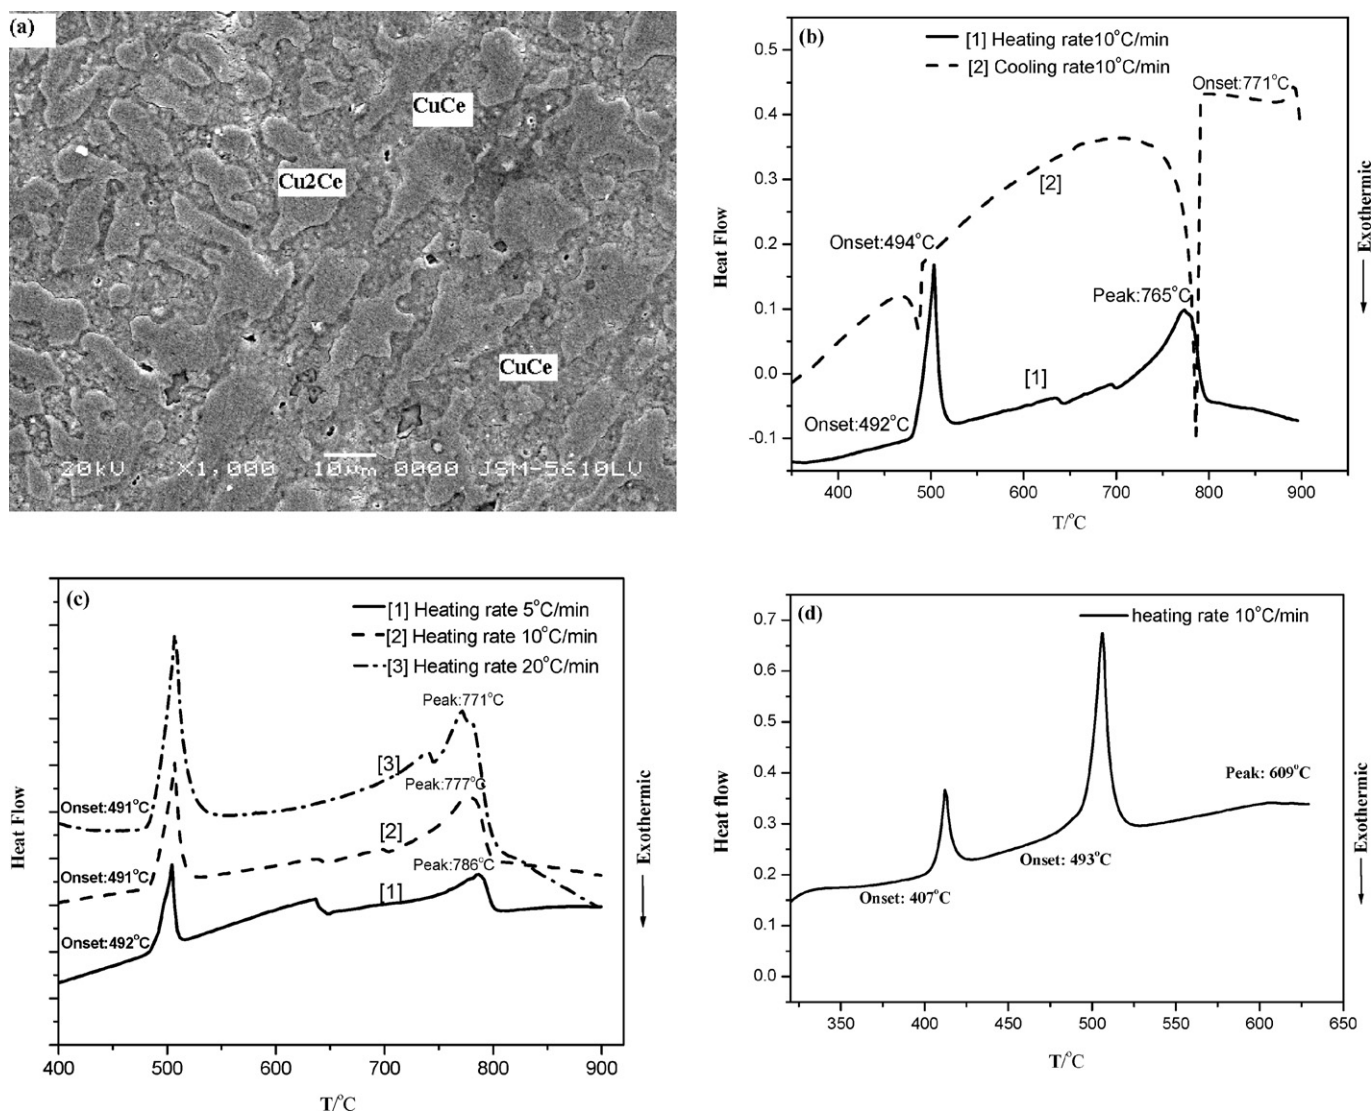 (a)
CuCe
Cu2Ce
CuCe
20kV X1,000 10µm 0000 JSM-5610LV
(b)
[1] Heating rate10°C/min
[2] Cooling rate10°C/min
Onset:771°C
[2]
Onset:494°C
Peak:765°C
[1]
Onset:492°C
0.5
0.4
0.3
0.2
0.1
0.0
-0.1
Heat Flow
Exothermic
400 500 600 700 800 900
T/°C
(c)
[1] Heating rate 5°C/min
[2] Heating rate 10°C/min
[3] Heating rate 20°C/min
Peak:771°C
[3]
Peak:777°C
Onset:491°C
[2]
Peak:786°C
Onset:491°C
[1]
Onset:492°C
Heat Flow
Exothermic
400 500 600 700 800 900
T/°C
(d)
heating rate 10°C/min
Peak: 609°C
Onset: 493°C
Onset: 407°C
0.7
0.6
0.5
0.4
0.3
0.2
0.1
0.0
Heat flow
Exothermic
350 400 450 500 550 600 650
T/°C